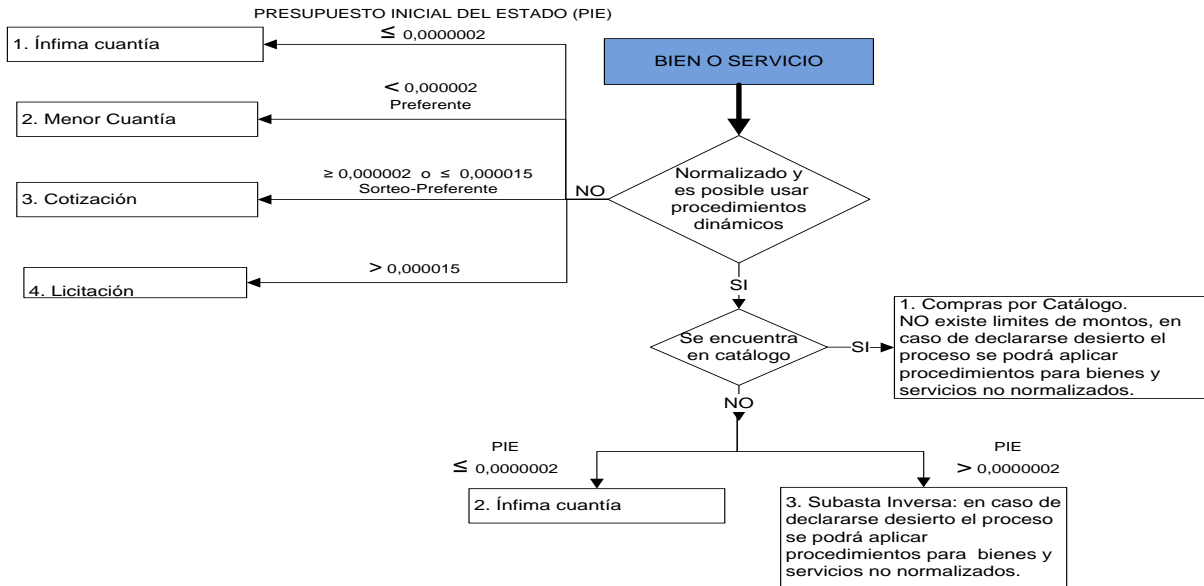 PRESUPUESTO INICIAL DEL ESTADO (PIE)
≤ 0,0000002
1. Ínfima cuantía
BIEN O SERVICIO
< 0,000002
Preferente
2. Menor Cuantía
Normalizado y
es posible usar
procedimientos
dinámicos
NO
≥ 0,000002 o ≤ 0,000015
Sorteo-Preferente
3. Cotización
> 0,000015
4. Licitación
SI
Se encuentra
en catálogo
SI
1. Compras por Catálogo.
NO existe limites de montos, en
caso de declararse desierto el
proceso se podrá aplicar
procedimientos para bienes y
servicios no normalizados.
NO
PIE
≤ 0,0000002
PIE
> 0,0000002
2. Ínfima cuantía
3. Subasta Inversa: en caso de
declararse desierto el proceso
se podrá aplicar
procedimientos para bienes y
servicios no normalizados.